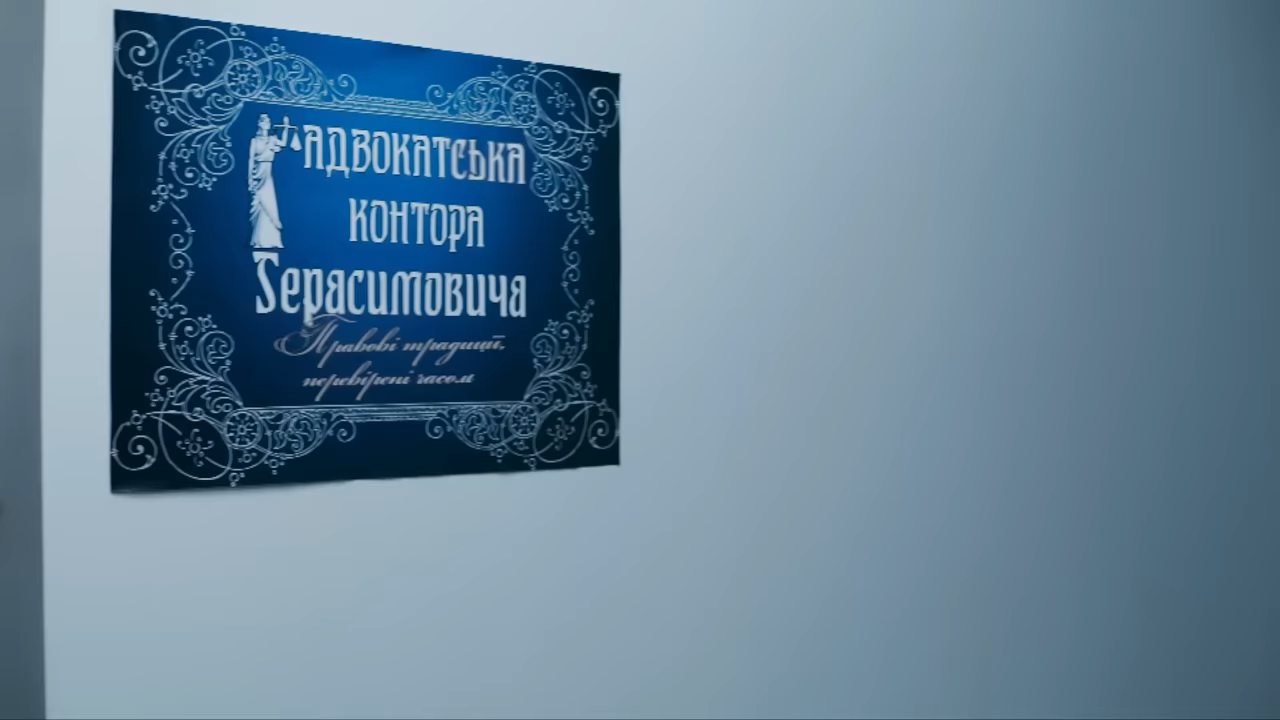 АДВОКАТСЬКА
КОНТОРА
Герасимовича
Правові традиції,
перевірені часом